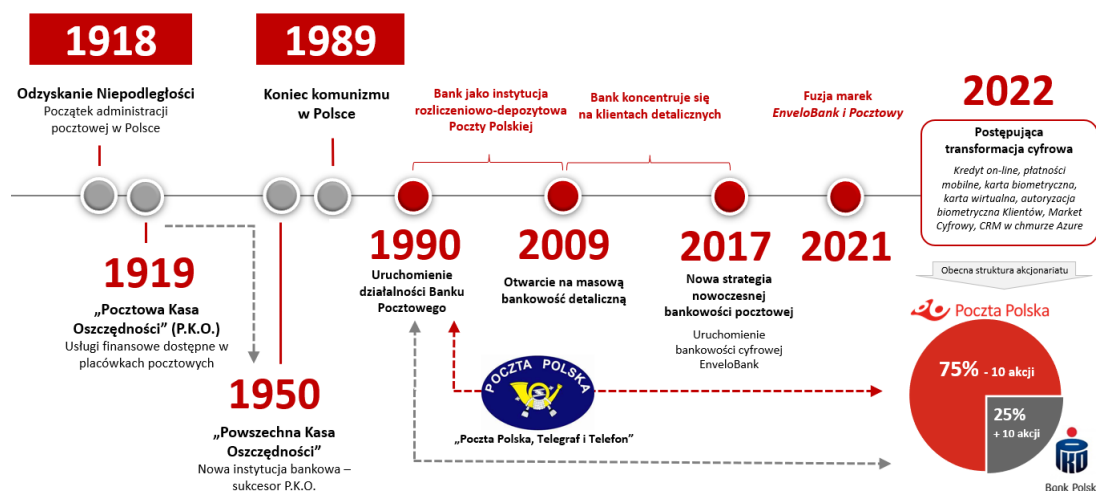 1918
Odzyskanie Niepodległości
Początek administracji
pocztowej w Polsce
1989
Koniec komunizmu
w Polsce
Bank jako instytucja
rozliczeniowo-depozytowa
Poczty Polskiej
Bank koncentruje się
na klientach detalicznych
Fuzja marek
EnveloBank i Pocztowy
2022
Postępująca
transformacja cyfrowa
Kredyt on-line, płatności
mobilne, karta biometryczna,
karta wirtualna, autoryzacja
biometryczna Klientów, Market
Cyfrowy, CRM w chmurze Azure
1919
„Pocztowa Kasa
Oszczędności” (P.K.O.)
Usługi finansowe dostępne w
placówkach pocztowych
1950
„Powszechna Kasa
Oszczędności”
Nowa instytucja bankowa –
sukcesor P.K.O.
1990
Uruchomienie
działalności Banku
Pocztowego
2009
Otwarcie na masową
bankowość detaliczną
2017
Nowa strategia
nowoczesnej
bankowości pocztowej
Uruchomienie
bankowości cyfrowej
EnveloBank
2021
POCZTA POLSKA
„Poczta Polska, Telegraf i Telefon”
Obecna struktura akcjonariatu
Poczta Polska
75% - 10 akcji
25%
+ 10 akcji
PKO
Bank Polski